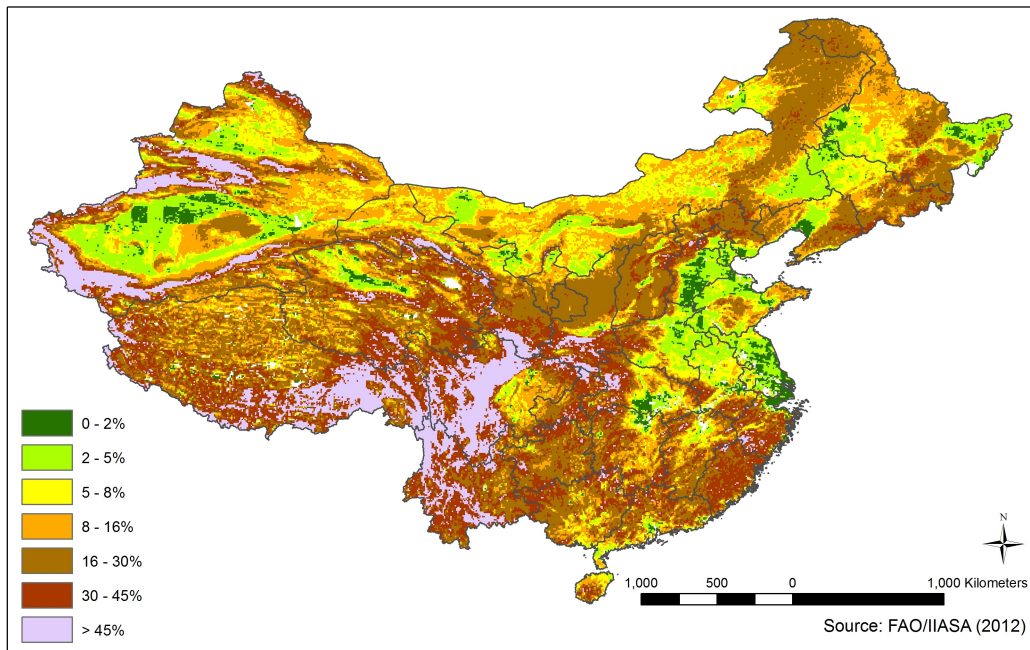 0 - 2%
2 - 5%
5 - 8%
8 - 16%
16 - 30%
30 - 45%
> 45%
N
1,000 500 0 1,000 Kilometers
Source: FAO/IIASA (2012)